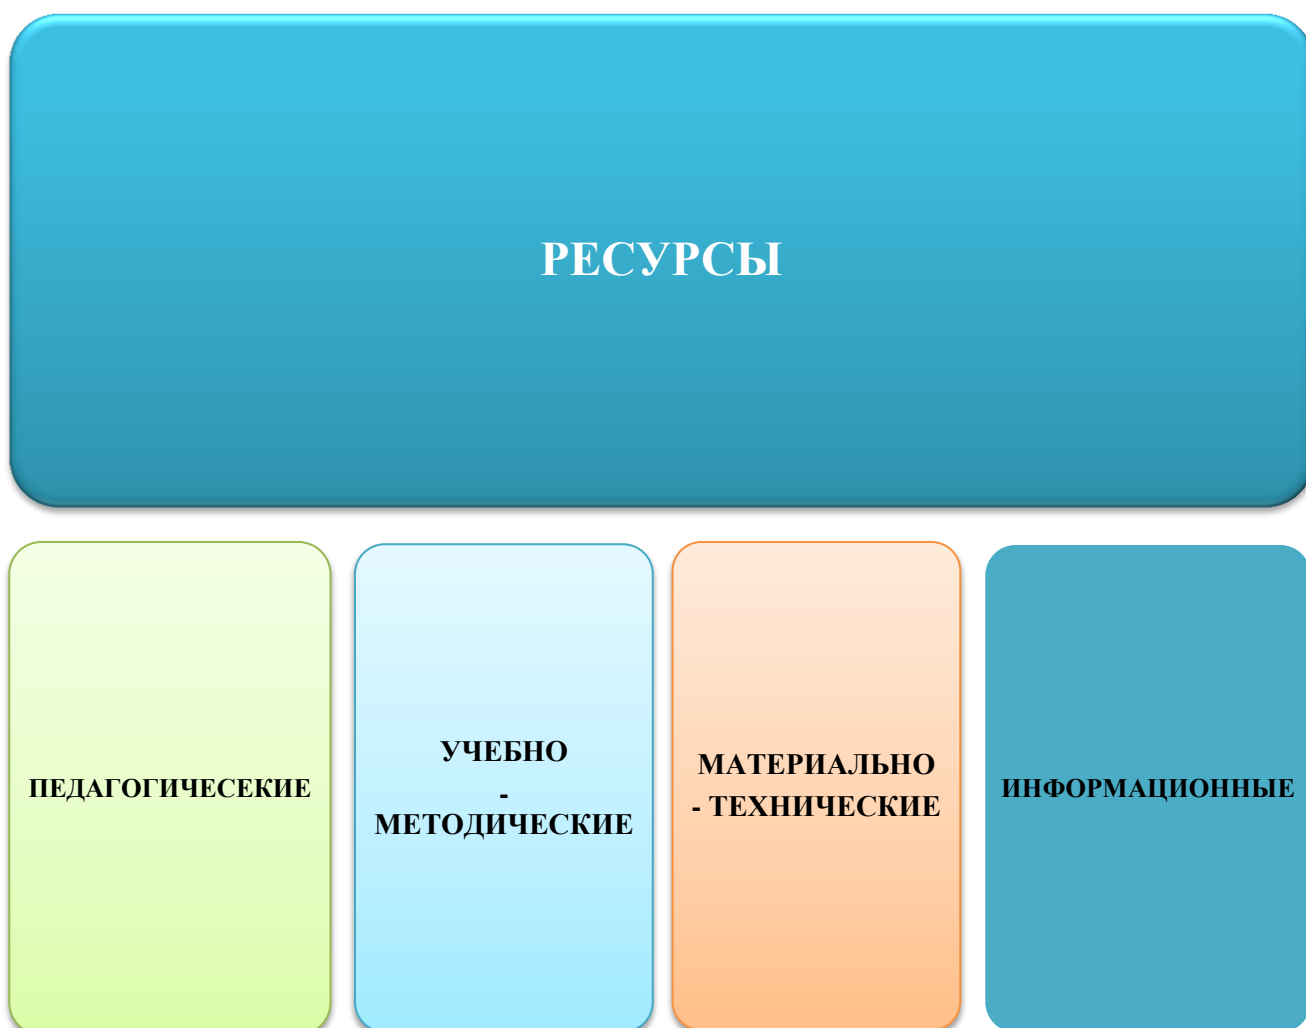 РЕСУРСЫ
ПЕДАГОГИЧЕСЕКИЕ
УЧЕБНО
-
МЕТОДИЧЕСКИЕ
МАТЕРИАЛЬНО
- ТЕХНИЧЕСКИЕ
ИНФОРМАЦИОННЫЕ